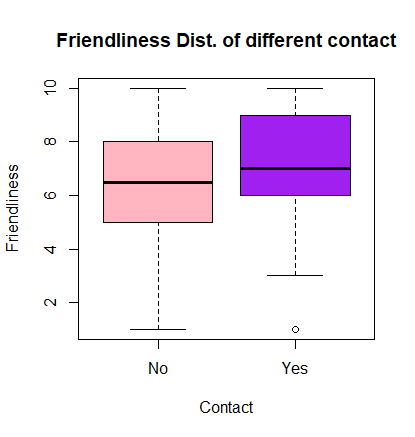 Friendliness Dist. of different contact
10
8
6
4
2
Friendliness
No Yes
Contact